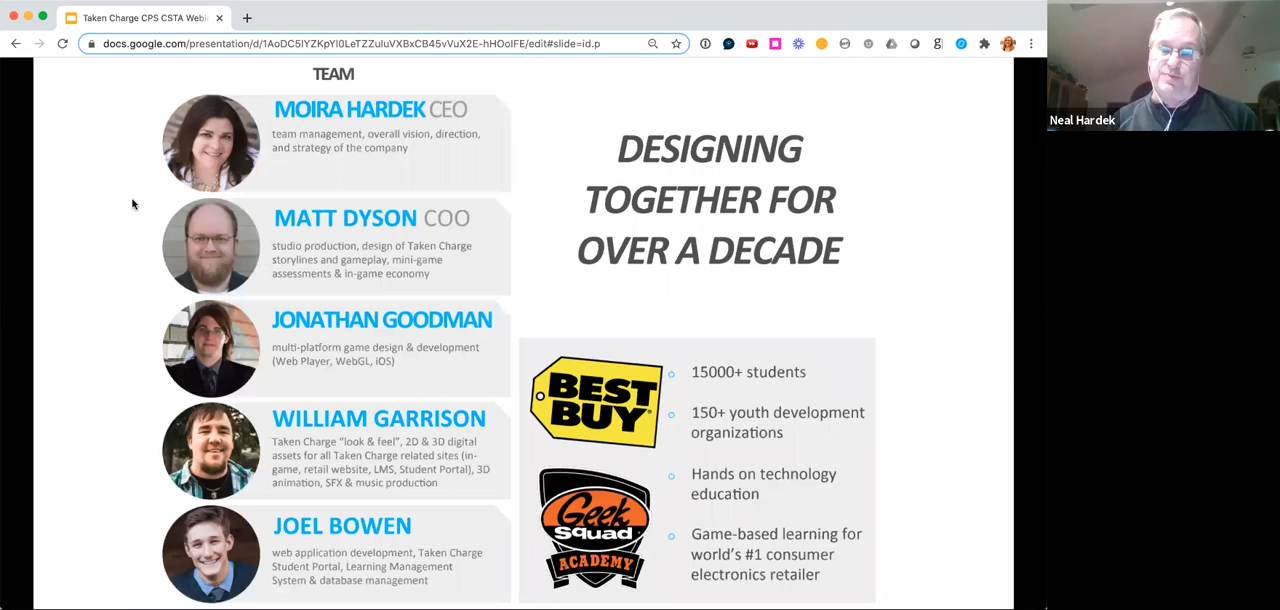 Taken Charge CPS CSTA Webi
docs.google.com/presentation/d/1AoDC5IYZKpYl0LeTZZuIuVXBxCB45vVuX2E-hHOoIFE/edit#slide=id.p
Neal Hardek
TEAM
MOIRA HARDEK CEO
team management, overall vision, direction,
and strategy of the company
MATT DYSON COO
studio production, design of Taken Charge
storylines and gameplay, mini-game
assessments & in-game economy
JONATHAN GOODMAN
multi-platform game design & development
(Web Player, WebGL, iOS)
WILLIAM GARRISON
Taken Charge "look & feel", 2D & 3D digital
assets for all Taken Charge related sites (in-
game, retail website, LMS, Student Portal), 3D
animation, SFX & music production
JOEL BOWEN
web application development, Taken Charge
Student Portal, Learning Management
System & database management
DESIGNING
TOGETHER FOR
OVER A DECADE
BEST
BUY
Geek
Squad
ACADEMY
15000+ students
150+ youth development
organizations
Hands on technology
education
Game-based learning for
world's #1 consumer
electronics retailer